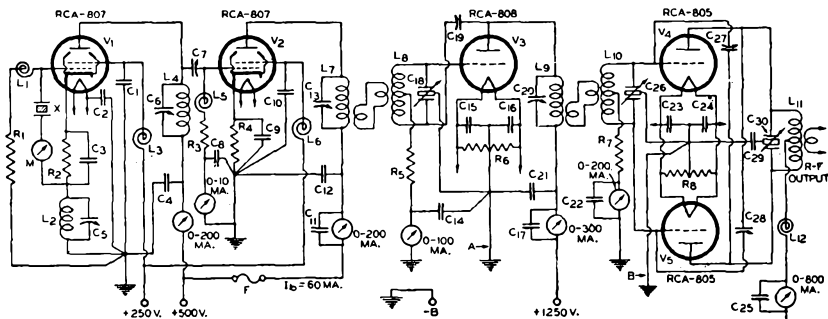 RCA-807
RCA-807
RCA-808
RCA-805
V1
V2
V3
V4
C7
L7
L8
C19
L9
L10
C27
L1
L4
L5
C1
C2
C6
C10
C13
C18
C15
C16
C20
C26
C23
C24
C30
L11
X
M
R1
R2
C3
L3
R3
C8
R4
C9
L6
R5
R6
R7
R8
C29
R-F
OUTPUT
L2
C5
C4
0-10
MA.
C12
C11
C14
C21
C22
0-200
MA.
C28
L12
0-200
MA.
0-200
MA.
0-100
MA.
A
C17
0-300
MA.
B
V5
RCA-805
C25
0-800
MA.
F
Ib=60 MA.
+250 V.
+500 V.
-B
+1250 V.